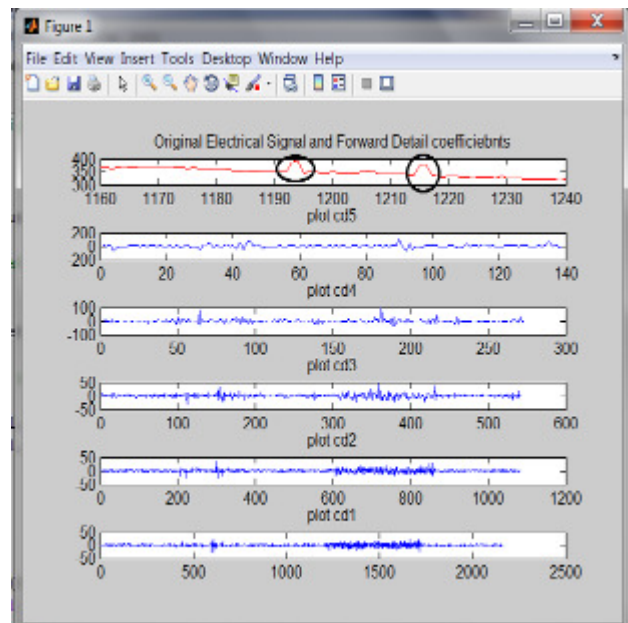 Figure 1
File Edit View Insert Tools Desktop Window Help
Original Electrical Signal and Forward Detail coefficiebnts
400
350
300
1160 1170 1180 1190 1200 1210 1220 1230 1240
plot cd5
200
0
200
0 20 40 60 80 100 120 140
plot cd4
100
0
-100
0 50 100 150 200 250 300
plot cd3
50
0
-50
0 100 200 300 400 500 600
plot cd2
50
0
-50
0 200 400 600 800 1000 1200
plot cd1
50
0
50
0 500 1000 1500 2000 2500